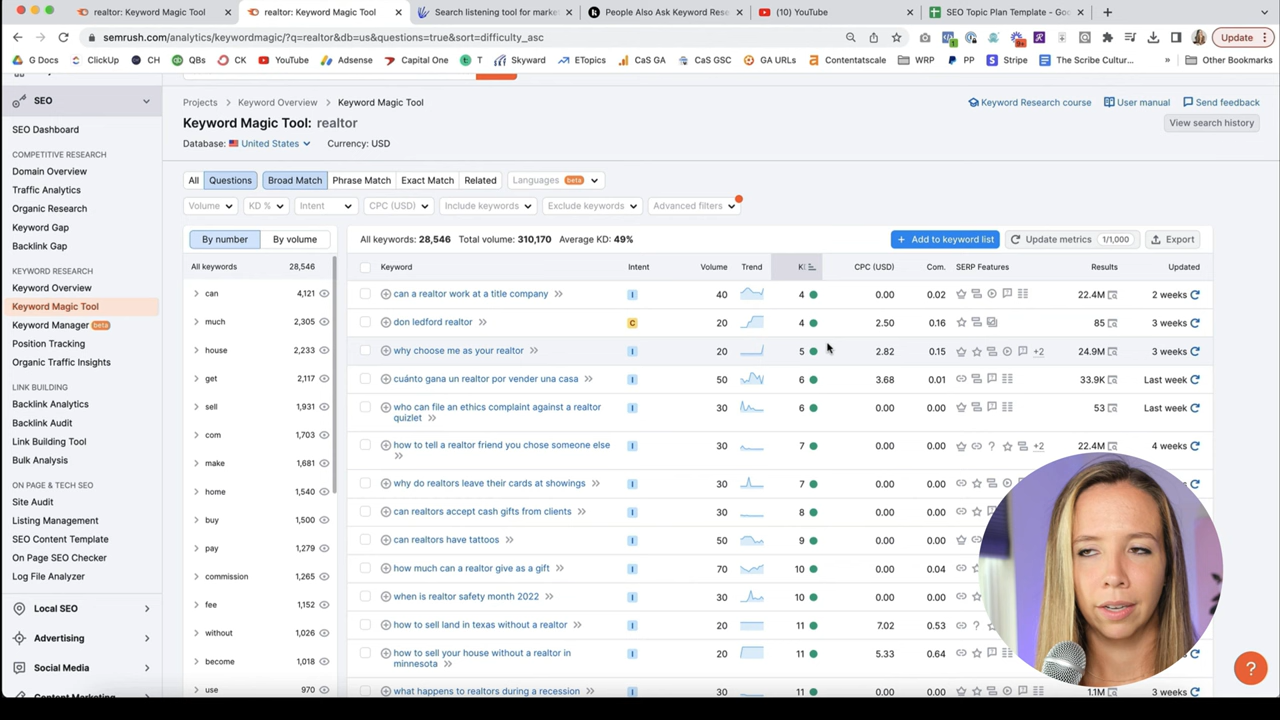 realtor: Keyword Magic Tool
realtor: Keyword Magic Tool
Search listening tool for marke
People Also Ask Keyword Rese
(10) YouTube
SEO Topic Plan Template - Goo
semrush.com/analytics/keywordmagic/?q=realtor&db=us&questions=true&sort=difficulty_asc
Update
G Docs
ClickUp
CH
QBs
CK
YouTube
Adsense
Capital One
T
Skyward
ETopics
CaS GA
CaS GSC
GA URLs
Contentascale
WRP
PP
Stripe
The Scribe Cultur...
Other Bookmarks
SEO
SEO Dashboard
COMPETITIVE RESEARCH
Domain Overview
Traffic Analytics
Organic Research
Keyword Gap
Backlink Gap
KEYWORD RESEARCH
Keyword Overview
Keyword Magic Tool
Keyword Manager beta
Position Tracking
Organic Traffic Insights
LINK BUILDING
Backlink Analytics
Backlink Audit
Link Building Tool
Bulk Analysis
ON PAGE & TECH SEO
Site Audit
Listing Management
SEO Content Template
On Page SEO Checker
Log File Analyzer
Local SEO
Advertising
Social Media
Projects > Keyword Overview > Keyword Magic Tool
Keyword Research course
User manual
Send feedback
Keyword Magic Tool: realtor
View search history
Database: United States Currency: USD
All Questions Broad Match Phrase Match Exact Match Related Languages beta
Volume KD % Intent CPC (USD) Include keywords Exclude keywords Advanced filters
By number By volume
All keywords 28,546
can 4,121
much 2,305
house 2,233
get 2,117
sell 1,931
com 1,703
make 1,681
home 1,540
buy 1,500
pay 1,279
commission 1,265
fee 1,152
without 1,026
become 1,018
use 970
All keywords: 28,546 Total volume: 310,170 Average KD: 49%
+ Add to keyword list
Update metrics 1/1,000
Export
Keyword Intent Volume Trend CPC (USD) Com. SERP Features Results Updated
can a realtor work at a title company I 40 4 0.00 0.02 22.4M 2 weeks
don ledford realtor C 20 4 2.50 0.16 85 3 weeks
why choose me as your realtor I 20 5 2.82 0.15 +2 24.9M 3 weeks
cuánto gana un realtor por vender una casa I 50 6 3.68 0.01 33.9K Last week
who can file an ethics complaint against a realtor
quizlet I 30 6 0.00 0.00 53 Last week
how to tell a realtor friend you chose someone else I 30 7 0.00 0.00 +2 22.4M 4 weeks
why do realtors leave their cards at showings I 30 7 0.00 0.00
can realtors accept cash gifts from clients I 30 8 0.00 0.00
can realtors have tattoos I 50 9 0.00 0.00
how much can a realtor give as a gift I 70 10 0.00 0.04
when is realtor safety month 2022 I 30 10 0.00 0.00
how to sell land in texas without a realtor I 20 11 7.02 0.53
how to sell your house without a realtor in
minnesota I 20 11 5.33 0.64
what happens to realtors during a recession I 30 11 0.00 0.00 1.1M 3 weeks
?